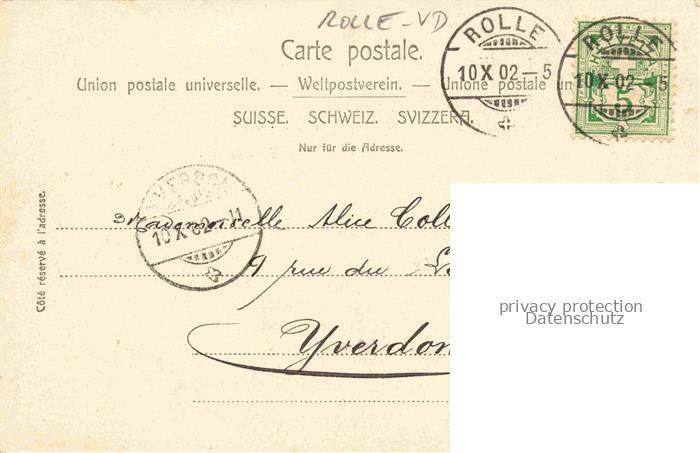 ROLLE-VD
Carte postale.
ROLLE
10 X 02-5
ROLLE
10 X 02-5
5
Union postale universelle. — Weltpostverein. — Unione postale un
SUISSE. SCHWEIZ. SVIZZERA.
Nur für die Adresse.
YVERDON
10 X 02-11
Côté réservé à l'adresse.
Mademoiselle Alice Coll
9 rue du
Yverdon
privacy protection
Datenschutz